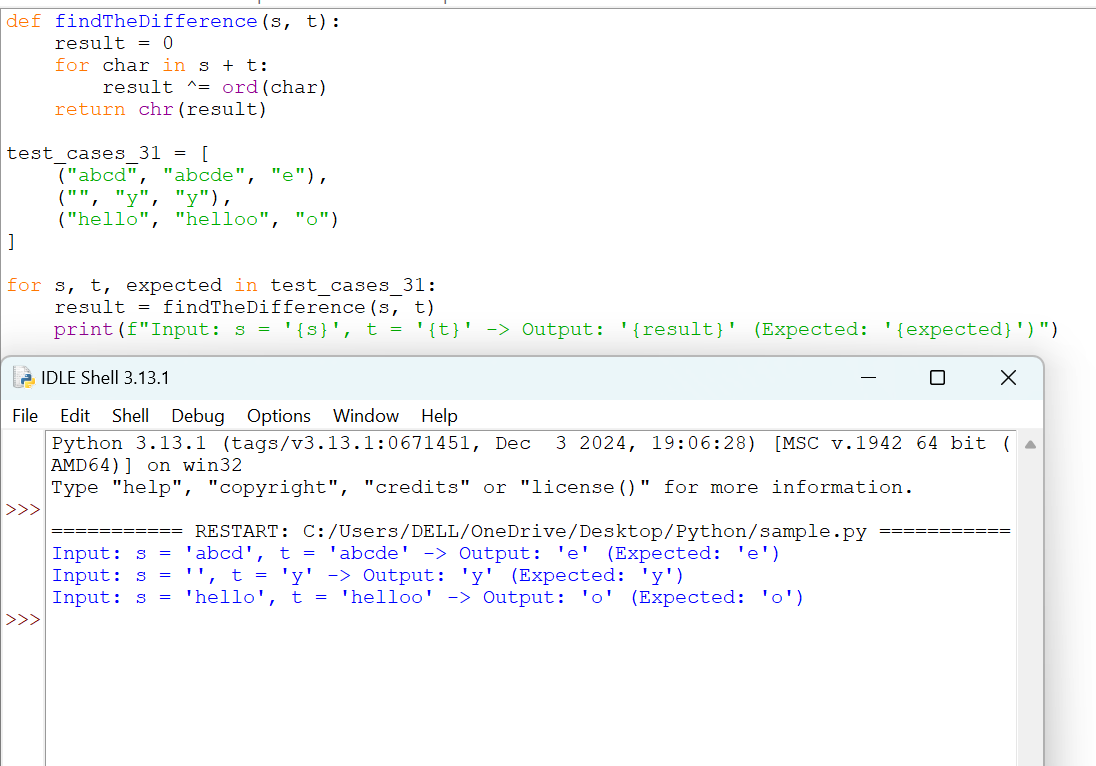 def findTheDifference(s, t):
    result = 0
    for char in s + t:
        result ^= ord(char)
    return chr(result)

test_cases_31 = [
    ("abcd", "abcde", "e"),
    ("", "y", "y"),
    ("hello", "helloo", "o")
]

for s, t, expected in test_cases_31:
    result = findTheDifference(s, t)
    print(f"Input: s = '{s}', t = '{t}' -> Output: '{result}' (Expected: '{expected}')")
IDLE Shell 3.13.1
File Edit Shell Debug Options Window Help
Python 3.13.1 (tags/v3.13.1:0671451, Dec  3 2024, 19:06:28) [MSC v.1942 64 bit (
AMD64)] on win32
Type "help", "copyright", "credits" or "license()" for more information.
>>>
=========== RESTART: C:/Users/DELL/OneDrive/Desktop/Python/sample.py ===========
Input: s = 'abcd', t = 'abcde' -> Output: 'e' (Expected: 'e')
Input: s = '', t = 'y' -> Output: 'y' (Expected: 'y')
Input: s = 'hello', t = 'helloo' -> Output: 'o' (Expected: 'o')
>>>